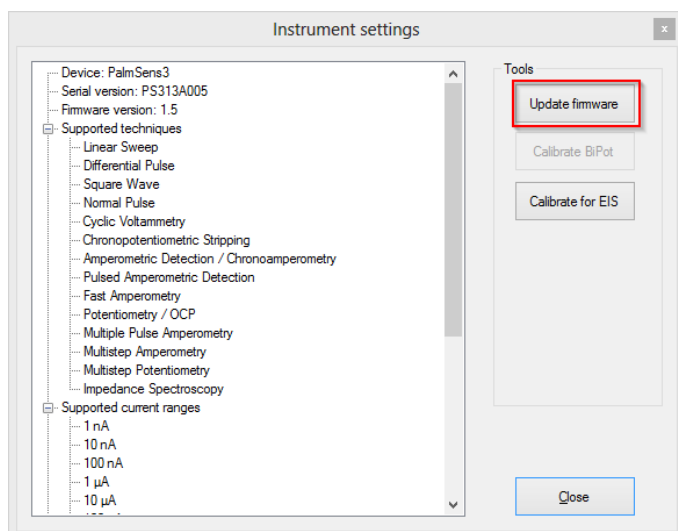 Instrument settings
x
Device: PalmSens3
Serial version: PS313A005
Firmware version: 1.5
Supported techniques
Linear Sweep
Differential Pulse
Square Wave
Normal Pulse
Cyclic Voltammetry
Chronopotentiometric Stripping
Amperometric Detection / Chronoamperometry
Pulsed Amperometric Detection
Fast Amperometry
Potentiometry / OCP
Multiple Pulse Amperometry
Multistep Amperometry
Multistep Potentiometry
Impedance Spectroscopy
Supported current ranges
1 nA
10 nA
100 nA
1 µA
10 µA
Tools
Update firmware
Calibrate BiPot
Calibrate for EIS
Close